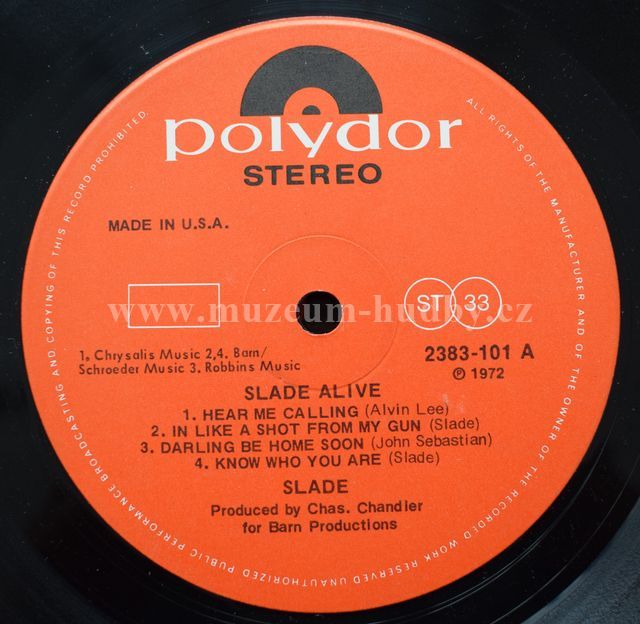 polydor
STEREO
MADE IN U.S.A.
ST 33
1. Chrysalis Music 2,4. Barn/
Schroeder Music 3. Robbins Music
2383-101 A
℗ 1972
SLADE ALIVE
1. HEAR ME CALLING (Alvin Lee)
2. IN LIKE A SHOT FROM MY GUN (Slade)
3. DARLING BE HOME SOON (John Sebastian)
4. KNOW WHO YOU ARE (Slade)
SLADE
Produced by Chas. Chandler
for Barn Productions
ALL RIGHTS OF THE MANUFACTURER AND OF THE OWNER OF THE RECORDED WORK RESERVED UNAUTHORIZED PUBLIC PERFORMANCE BROADCASTING AND COPYING OF THIS RECORD PROHIBITED.
www.muzeum-hudby.cz